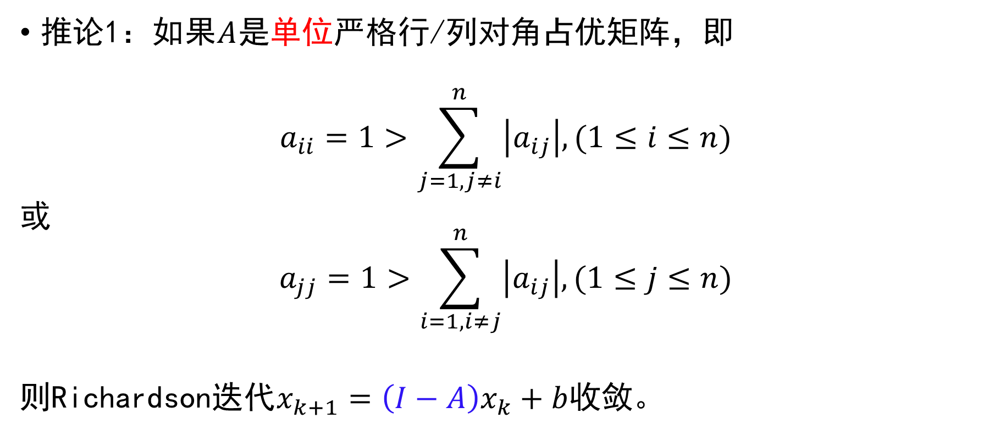 • 推论1：如果A是单位严格行/列对角占优矩阵，即
$a_{ii} = 1 > \sum_{j=1,j\neq i}^{n} |a_{ij}|, (1 \leq i \leq n)$
或
$a_{jj} = 1 > \sum_{i=1,i\neq j}^{n} |a_{ij}|, (1 \leq j \leq n)$
则Richardson迭代$x_{k+1} = (I - A)x_k + b$收敛。